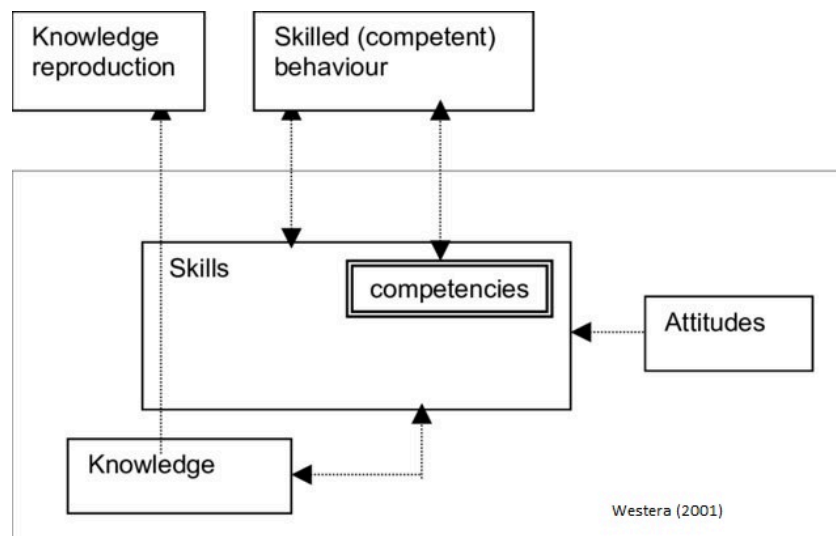 Knowledge
reproduction
Skilled (competent)
behaviour
Skills
competencies
Attitudes
Knowledge
Westera (2001)